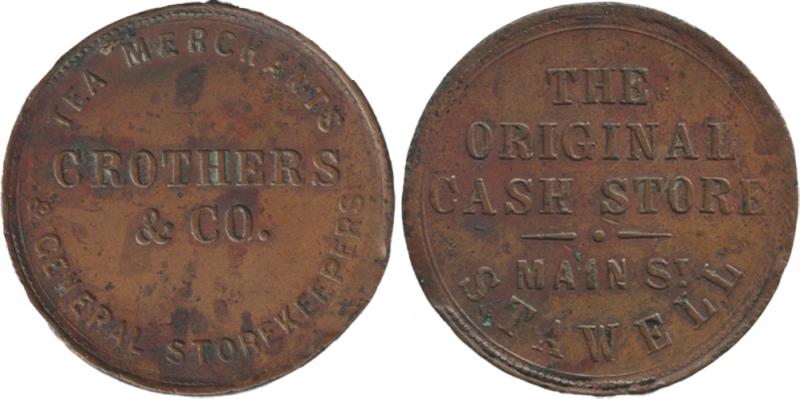 TEA MERCHANTS
CROTHERS
& CO.
& GENERAL STOREKEEPERS
THE
ORIGINAL
CASH STORE
MAIN ST
STAWELL